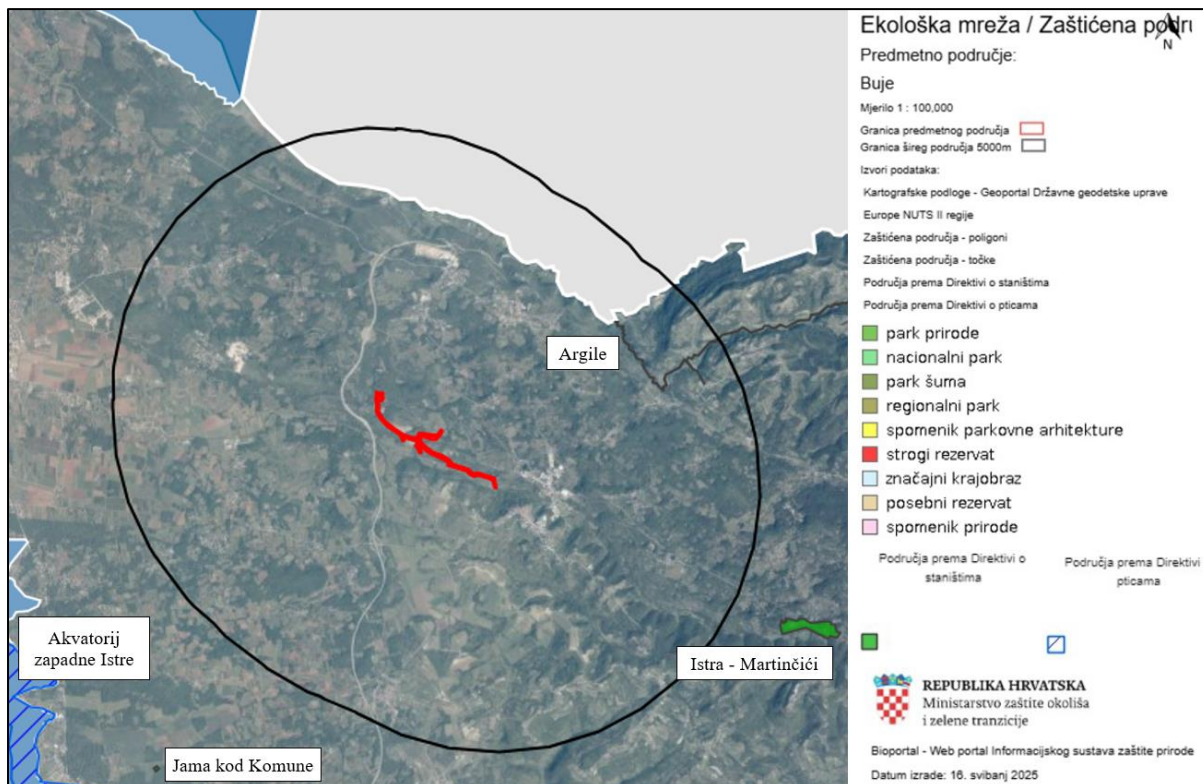 Ekološka mreža / Zaštićena podru
N
Predmetno područje:
Buje
Mjerilo 1 : 100,000
Granica predmetnog područja
Granica šireg područja 5000m
Izvori podataka:
Kartografske podloge - Geoportal Državne geodetske uprave
Europe NUTS II regije
Zaštićena područja - poligoni
Zaštićena područja - točke
Područja prema Direktivi o staništima
Područja prema Direktivi o pticama
park prirode
nacionalni park
park šuma
regionalni park
spomenik parkovne arhitekture
strogi rezervat
značajni krajobraz
posebni rezervat
spomenik prirode
Područja prema Direktivi o
staništima
Područja prema Direktivi
pticama
REPUBLIKA HRVATSKA
Ministarstvo zaštite okoliša
i zelene tranzicije
Bioportal - Web portal Informacijskog sustava zaštite prirode
Datum izrade: 16. svibanj 2025
Argile
Akvatorij
zapadne Istre
Istra - Martinčići
Jama kod Komune